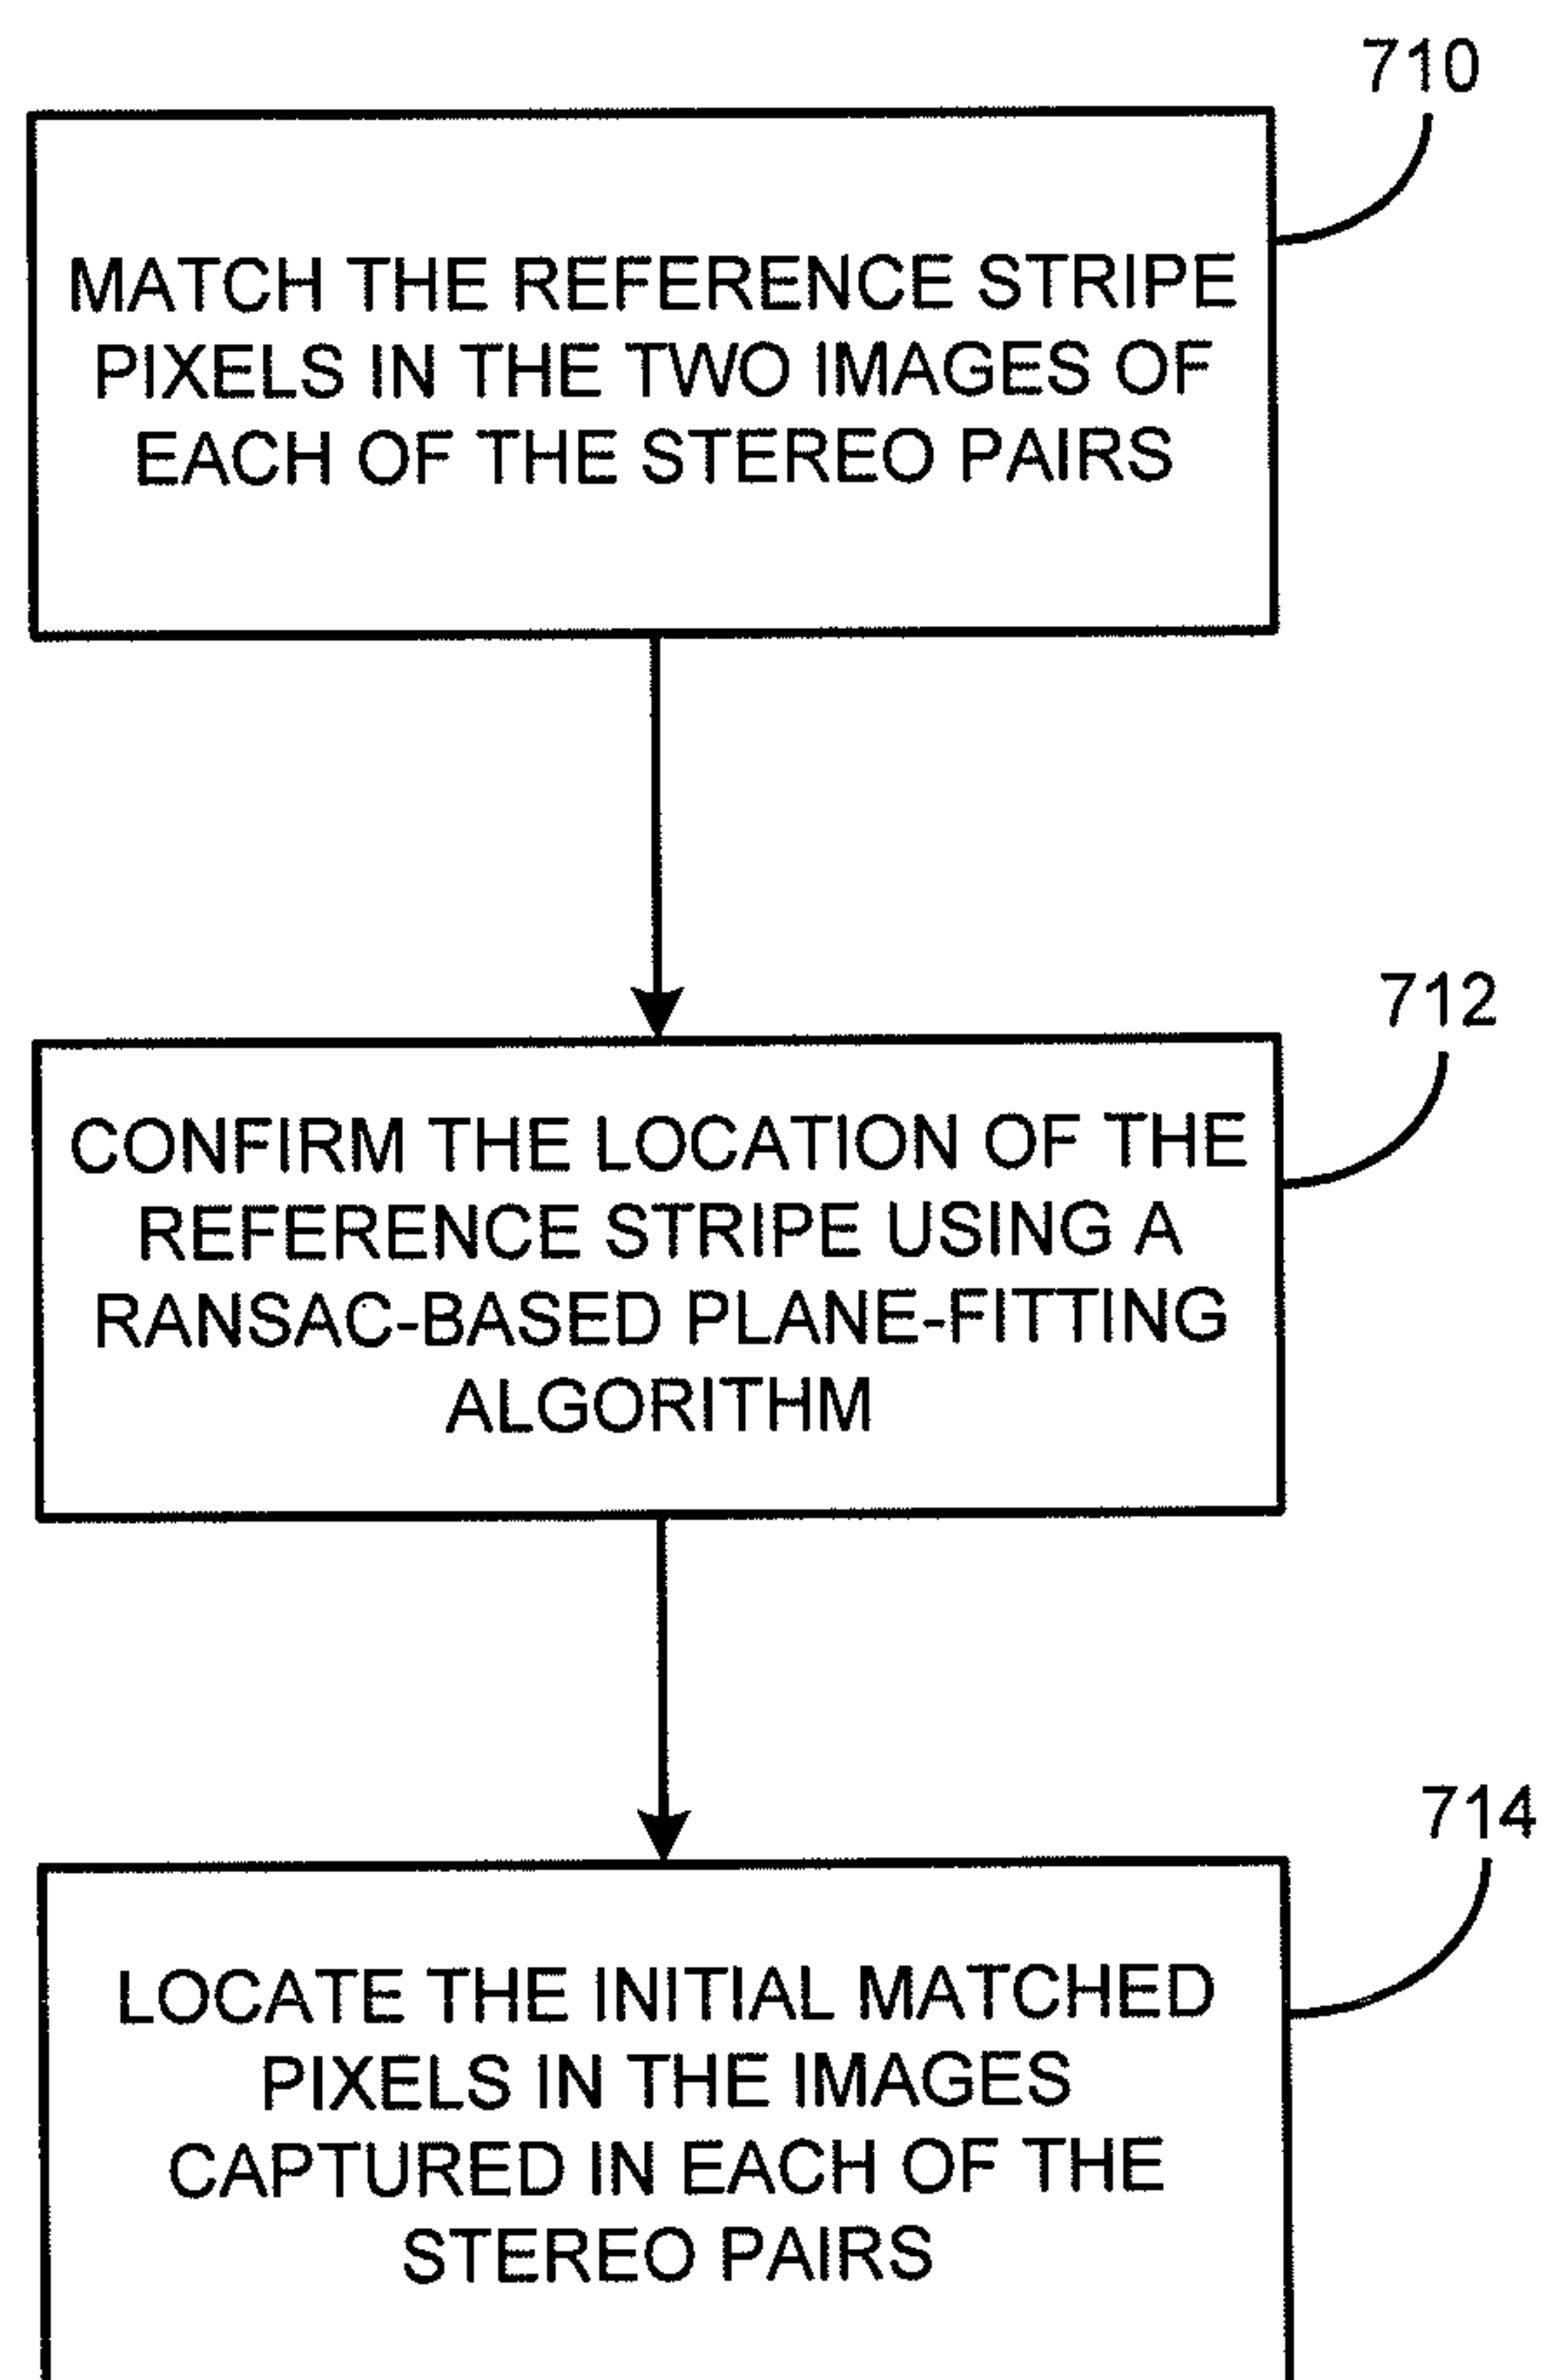 710
MATCH THE REFERENCE STRIPE
PIXELS IN THE TWO IMAGES OF
EACH OF THE STEREO PAIRS
712
CONFIRM THE LOCATION OF THE
REFERENCE STRIPE USING A
RANSAC-BASED PLANE-FITTING
ALGORITHM
714
LOCATE THE INITIAL MATCHED
PIXELS IN THE IMAGES
CAPTURED IN EACH OF THE
STEREO PAIRS